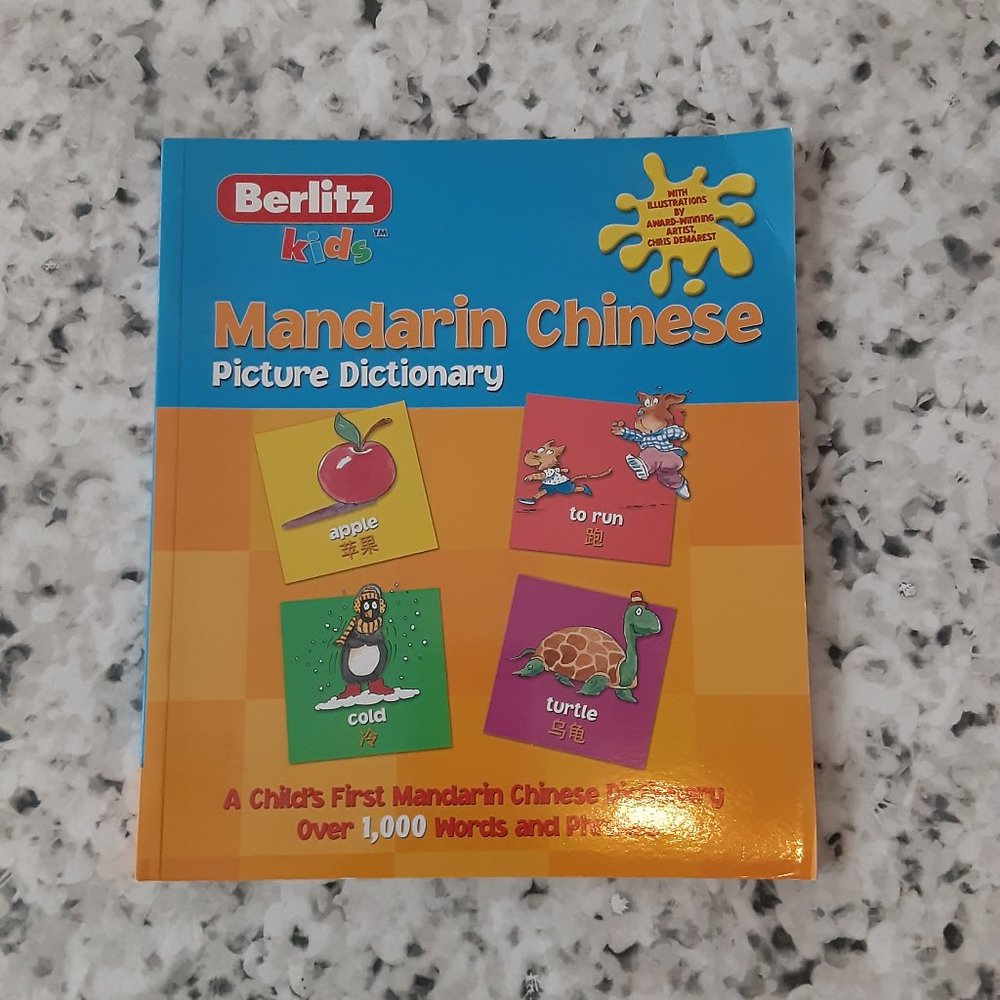 Berlitz
kids™
WITH
ILLUSTRATIONS
BY
AWARD-WINNING
ARTIST,
CHRIS DEMAREST
Mandarin Chinese
Picture Dictionary
apple
苹果
to run
跑
cold
冷
turtle
乌龟
A Child's First Mandarin Chinese Dictionary
Over 1,000 Words and